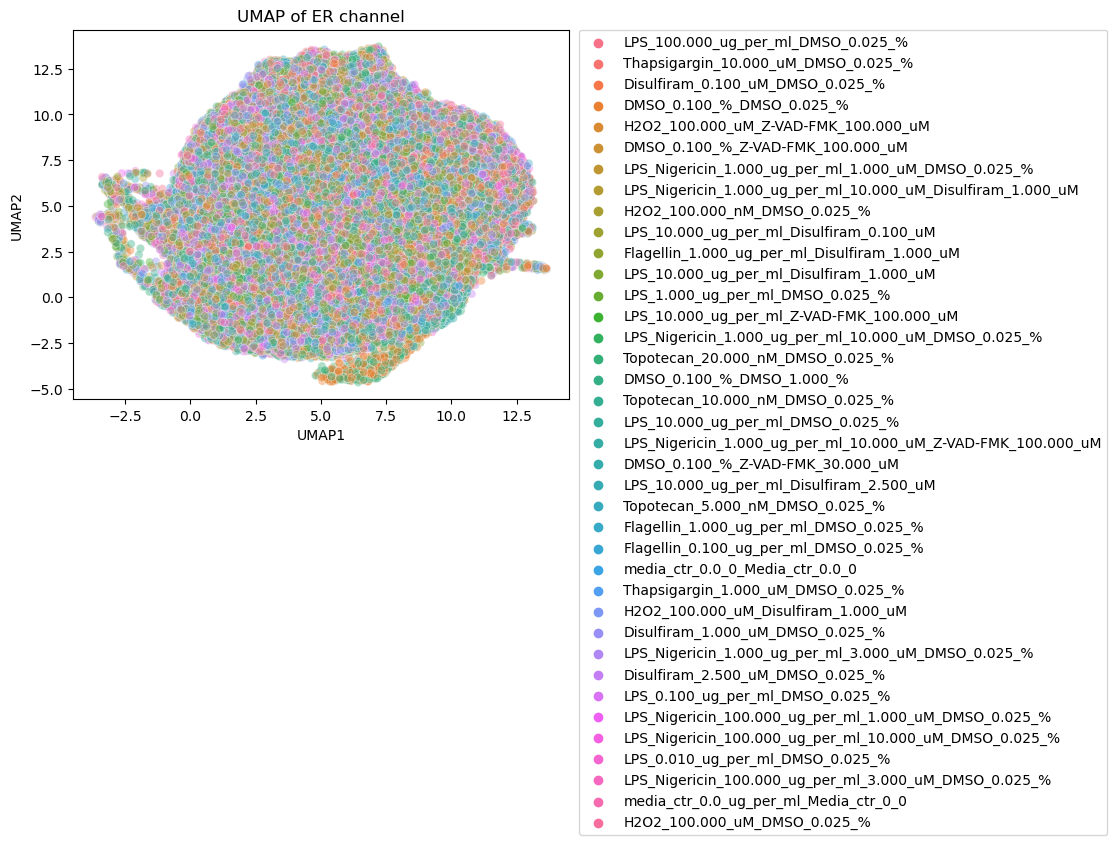 UMAP of ER channel
UMAP2
12.5
10.0
7.5
5.0
2.5
0.0
−2.5
−5.0
−2.5
0.0
2.5
5.0
7.5
10.0
12.5
UMAP1
LPS_100.000_ug_per_ml_DMSO_0.025_%
Thapsigargin_10.000_uM_DMSO_0.025_%
Disulfiram_0.100_uM_DMSO_0.025_%
DMSO_0.100_%_DMSO_0.025_%
H2O2_100.000_uM_Z-VAD-FMK_100.000_uM
DMSO_0.100_%_Z-VAD-FMK_100.000_uM
LPS_Nigericin_1.000_ug_per_ml_1.000_uM_DMSO_0.025_%
LPS_Nigericin_1.000_ug_per_ml_10.000_uM_Disulfiram_1.000_uM
H2O2_100.000_nM_DMSO_0.025_%
LPS_10.000_ug_per_ml_Disulfiram_0.100_uM
Flagellin_1.000_ug_per_ml_Disulfiram_1.000_uM
LPS_10.000_ug_per_ml_Disulfiram_1.000_uM
LPS_1.000_ug_per_ml_DMSO_0.025_%
LPS_10.000_ug_per_ml_Z-VAD-FMK_100.000_uM
LPS_Nigericin_1.000_ug_per_ml_10.000_uM_DMSO_0.025_%
Topotecan_20.000_nM_DMSO_0.025_%
DMSO_0.100_%_DMSO_1.000_%
Topotecan_10.000_nM_DMSO_0.025_%
LPS_10.000_ug_per_ml_DMSO_0.025_%
LPS_Nigericin_1.000_ug_per_ml_10.000_uM_Z-VAD-FMK_100.000_uM
DMSO_0.100_%_Z-VAD-FMK_30.000_uM
LPS_10.000_ug_per_ml_Disulfiram_2.500_uM
Topotecan_5.000_nM_DMSO_0.025_%
Flagellin_1.000_ug_per_ml_DMSO_0.025_%
Flagellin_0.100_ug_per_ml_DMSO_0.025_%
media_ctr_0.0_0_Media_ctr_0.0_0
Thapsigargin_1.000_uM_DMSO_0.025_%
H2O2_100.000_uM_Disulfiram_1.000_uM
Disulfiram_1.000_uM_DMSO_0.025_%
LPS_Nigericin_1.000_ug_per_ml_3.000_uM_DMSO_0.025_%
Disulfiram_2.500_uM_DMSO_0.025_%
LPS_0.100_ug_per_ml_DMSO_0.025_%
LPS_Nigericin_100.000_ug_per_ml_1.000_uM_DMSO_0.025_%
LPS_Nigericin_100.000_ug_per_ml_10.000_uM_DMSO_0.025_%
LPS_0.010_ug_per_ml_DMSO_0.025_%
LPS_Nigericin_100.000_ug_per_ml_3.000_uM_DMSO_0.025_%
media_ctr_0.0_ug_per_ml_Media_ctr_0_0
H2O2_100.000_uM_DMSO_0.025_%